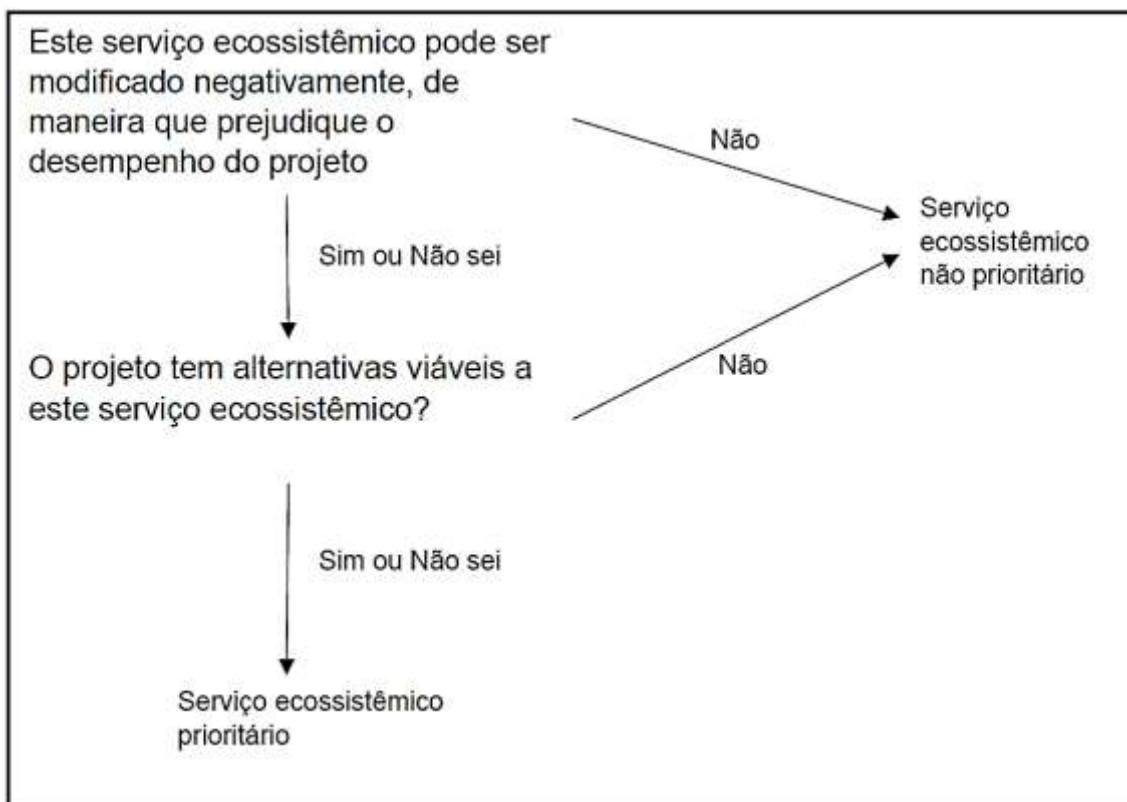 Este serviço ecossistêmico pode ser
modificado negativamente, de
maneira que prejudique o
desempenho do projeto
Não
Serviço
ecossistêmico
não prioritário
Sim ou Não sei
O projeto tem alternativas viáveis a
este serviço ecossistêmico?
Não
Sim ou Não sei
Serviço ecossistêmico
prioritário